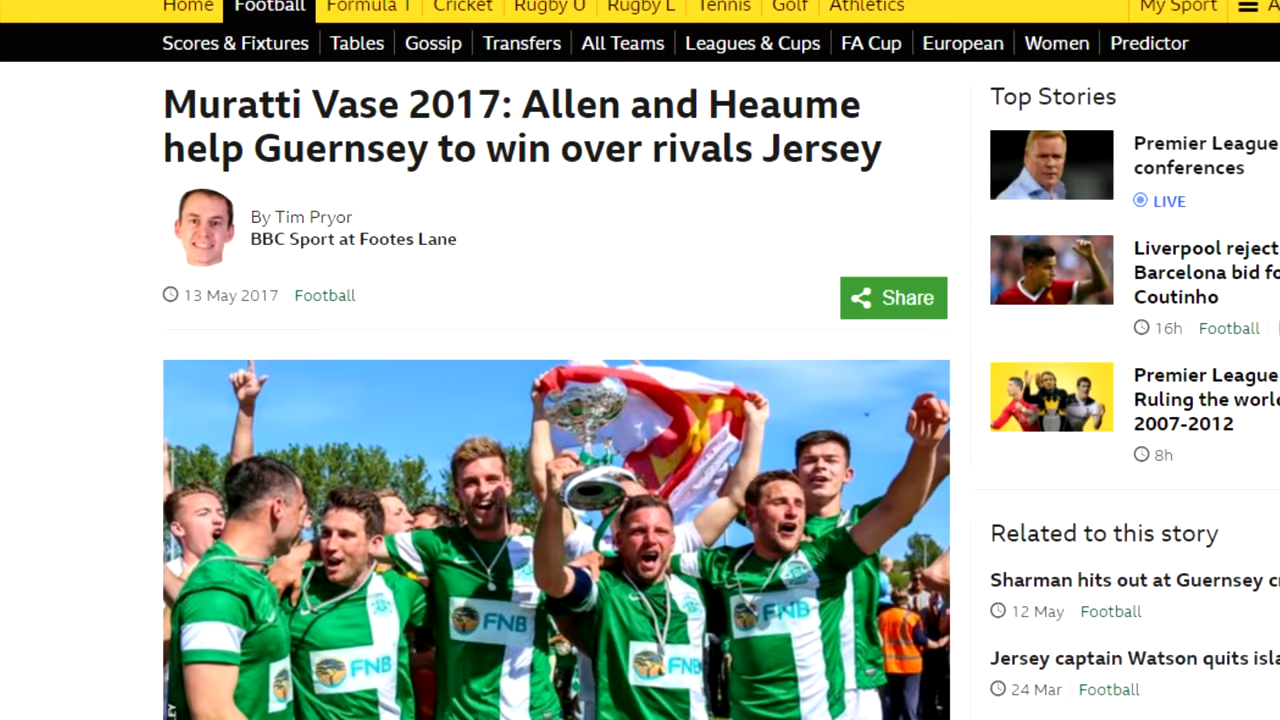 Home Football Formula 1 Cricket Rugby U Rugby L Tennis Golf Athletics My Sport
Scores & Fixtures Tables Gossip Transfers All Teams Leagues & Cups FA Cup European Women Predictor
Muratti Vase 2017: Allen and Heaume
help Guernsey to win over rivals Jersey
By Tim Pryor
BBC Sport at Footes Lane
13 May 2017 Football
Share
FNB
FNB
FNB
FNB
Top Stories
Premier League
conferences
LIVE
Liverpool reject
Barcelona bid fo
Coutinho
16h Football
Premier League
Ruling the worl
2007-2012
8h
Related to this story
Sharman hits out at Guernsey c
12 May Football
Jersey captain Watson quits isl
24 Mar Football